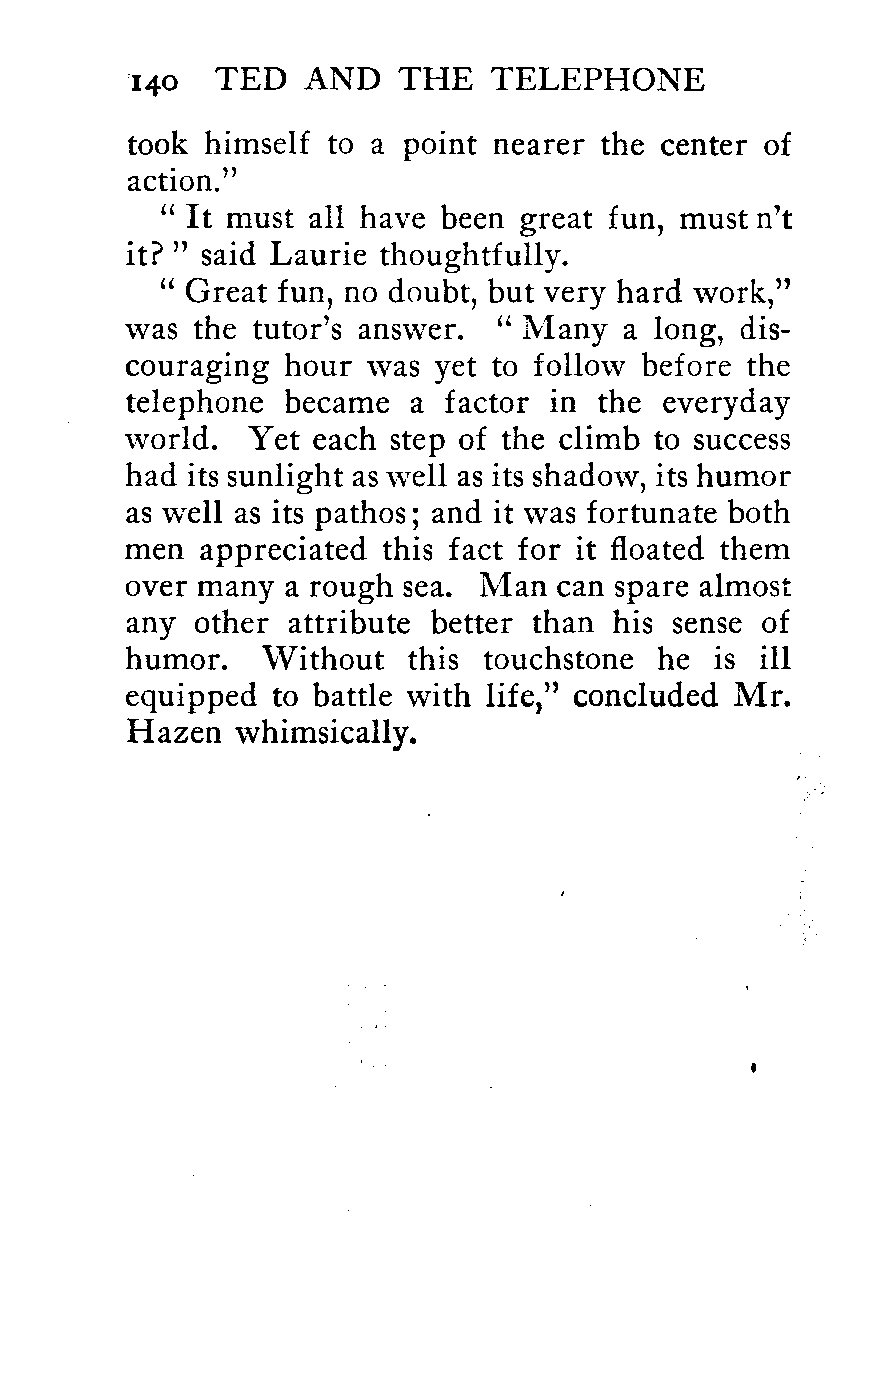 140 TED AND THE TELEPHONE
took himself to a point nearer the center of
action."
" It must all have been great fun, must n't
it? " said Laurie thoughtfully.
" Great fun, no doubt, but very hard work,"
was the tutor's answer. " Many a long, dis-
couraging hour was yet to follow before the
telephone became a factor in the everyday
world. Yet each step of the climb to success
had its sunlight as well as its shadow, its humor
as well as its pathos; and it was fortunate both
men appreciated this fact for it floated them
over many a rough sea. Man can spare almost
any other attribute better than his sense of
humor. Without this touchstone he is ill
equipped to battle with life," concluded Mr.
Hazen whimsically.